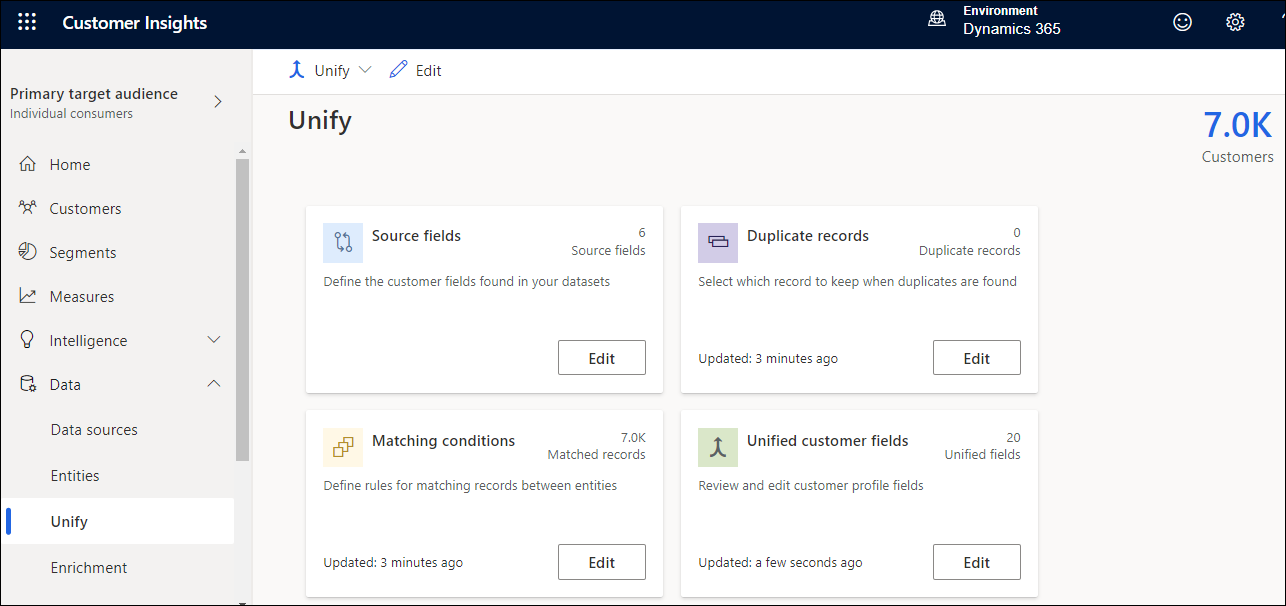 Customer Insights
Environment
Dynamics 365
Primary target audience
Individual consumers
Home
Customers
Segments
Measures
Intelligence
Data
Data sources
Entities
Unify
Enrichment
Unify
Edit
Unify
7.0K
Customers
Source fields
6
Source fields
Define the customer fields found in your datasets
Edit
Duplicate records
0
Duplicate records
Select which record to keep when duplicates are found
Updated: 3 minutes ago
Edit
Matching conditions
7.0K
Matched records
Define rules for matching records between entities
Updated: 3 minutes ago
Edit
Unified customer fields
20
Unified fields
Review and edit customer profile fields
Updated: a few seconds ago
Edit